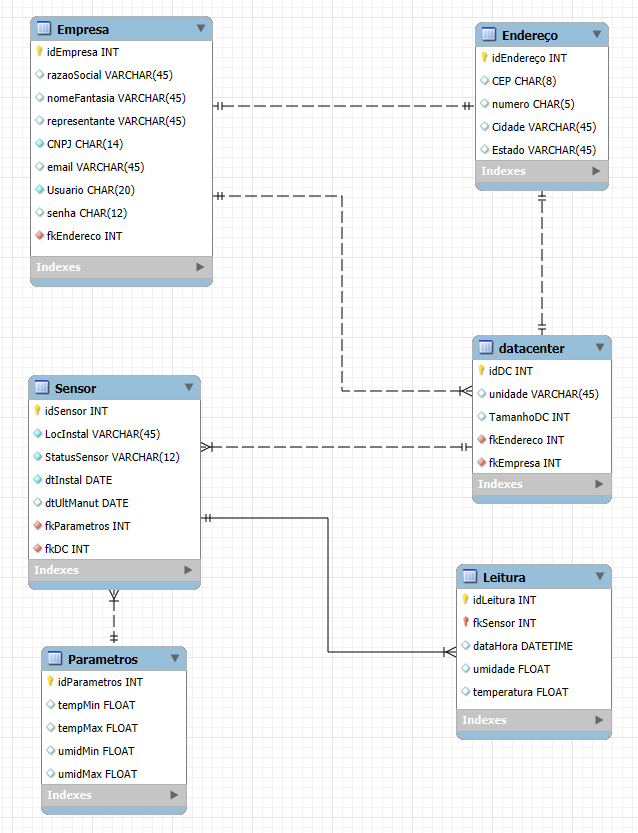 Empresa
idEmpresa INT
razaoSocial VARCHAR(45)
nomeFantasia VARCHAR(45)
representante VARCHAR(45)
CNPJ CHAR(14)
email VARCHAR(45)
Usuario CHAR(20)
senha CHAR(12)
fkEndereco INT
Indexes
Endereço
idEndereço INT
CEP CHAR(8)
numero CHAR(5)
Cidade VARCHAR(45)
Estado VARCHAR(45)
Indexes
datacenter
idDC INT
unidade VARCHAR(45)
TamanhoDC INT
fkEndereco INT
fkEmpresa INT
Indexes
Sensor
idSensor INT
LocInstal VARCHAR(45)
StatusSensor VARCHAR(12)
dtInstal DATE
dtUltManut DATE
fkParametros INT
fkDC INT
Indexes
Leitura
idLeitura INT
fkSensor INT
dataHora DATETIME
umidade FLOAT
temperatura FLOAT
Indexes
Parametros
idParametros INT
tempMin FLOAT
tempMax FLOAT
umidMin FLOAT
umidMax FLOAT
Indexes